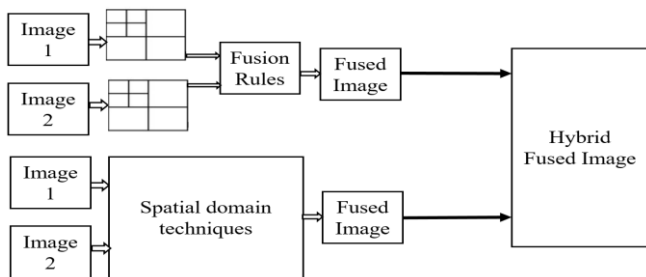 Image
1
Fusion
Rules
Fused
Image
Image
2
Hybrid
Fused Image
Image
1
Spatial domain
techniques
Fused
Image
Image
2